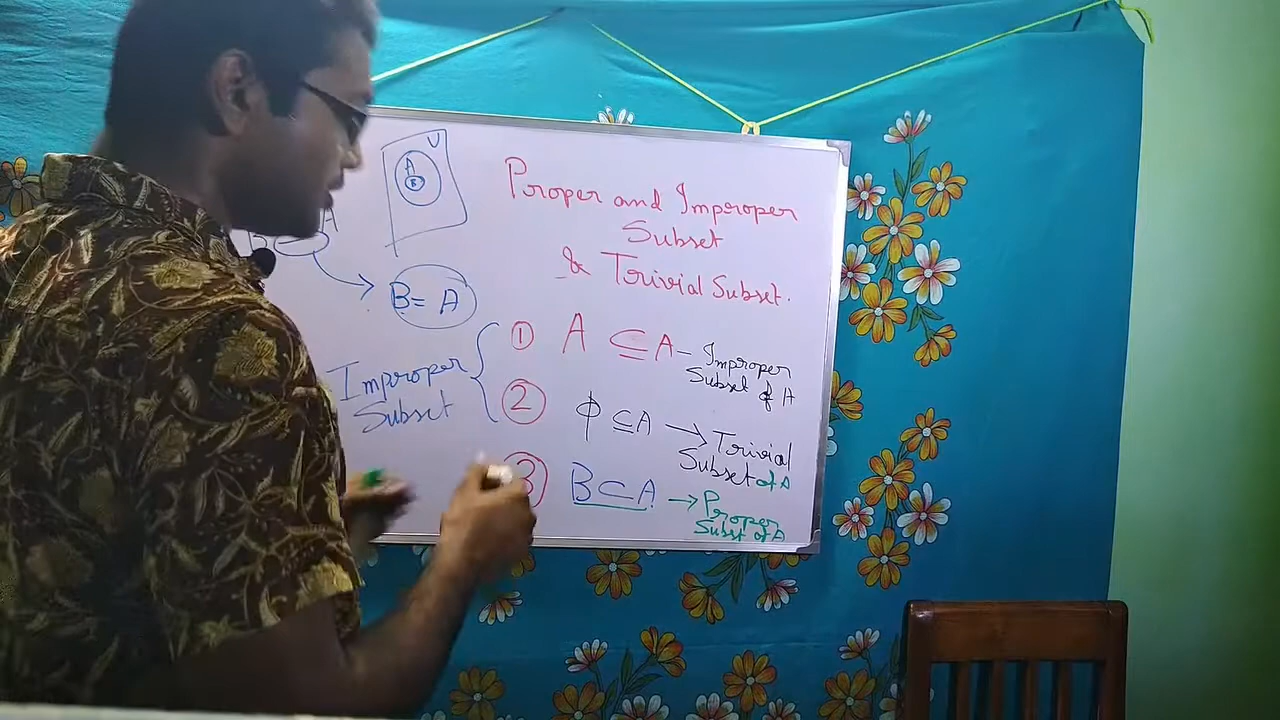 U
A
B
Proper and Improper
Subset
& Trivial Subset.
A
B
B= A
Improper
Subset
① A ⊆ A - Improper
Subset of A
② ϕ ⊆ A → Trivial
Subset of A
③ B ⊂ A → Proper
Subst of A